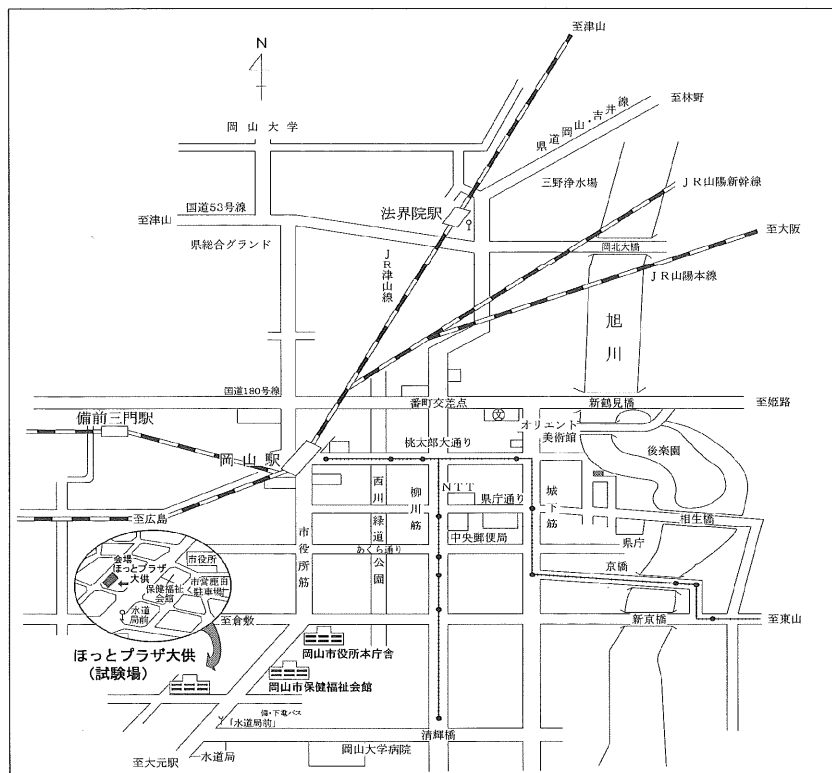 至津山
N
至林野
県道岡山・吉井線
岡山大学
三野浄水場
JR山陽新幹線
国道53号線
法界院駅
至津山
至大阪
県総合グランド
岡北大橋
JR津山線
JR山陽本線
旭川
国道180号線
番町交差点
新鶴見橋
至姫路
備前三門駅
文
オリエント
美術館
桃太郎大通り
後楽園
岡山駅
NTT
西川緑道公園
柳川筋
県庁通り
城下筋
至広島
相生橋
市役所筋
中央郵便局
県庁
あくら通り
京橋
市役所
会場
ほっとプラザ
大供
保健福祉
会館
市営鹿田
駐車場
水道
局前
至倉敷
新京橋
至東山
ほっとプラザ大供
(試験場)
岡山市役所本庁舎
岡山市保健福祉会館
備・下電バス
「水道局前」
清輝橋
岡山大学病院
至大元駅
水道局